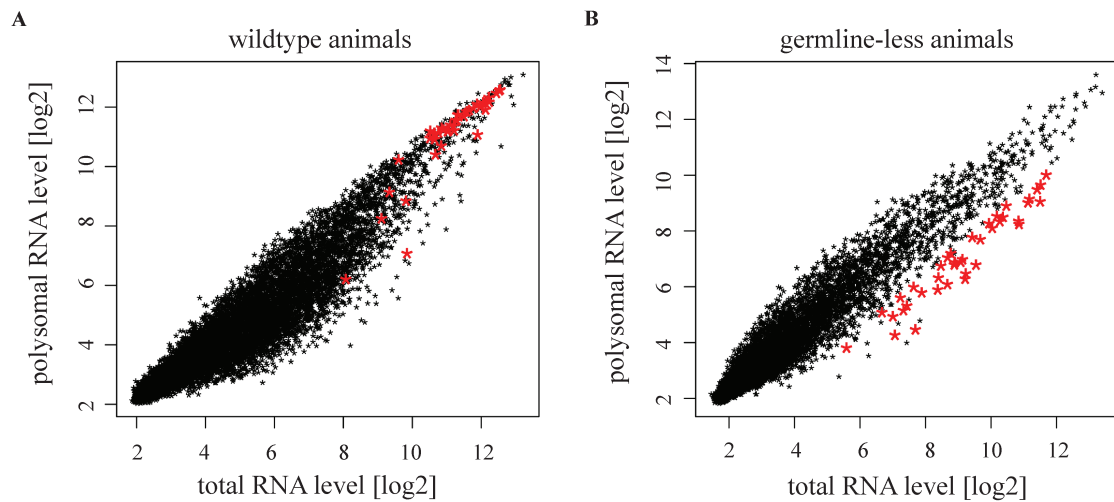 A
wildtype animals
polysomal RNA level [log2]
12
10
8
6
4
2
2 4 6 8 10 12
total RNA level [log2]
B
germline-less animals
polysomal RNA level [log2]
14
12
10
8
6
4
2
2 4 6 8 10 12
total RNA level [log2]